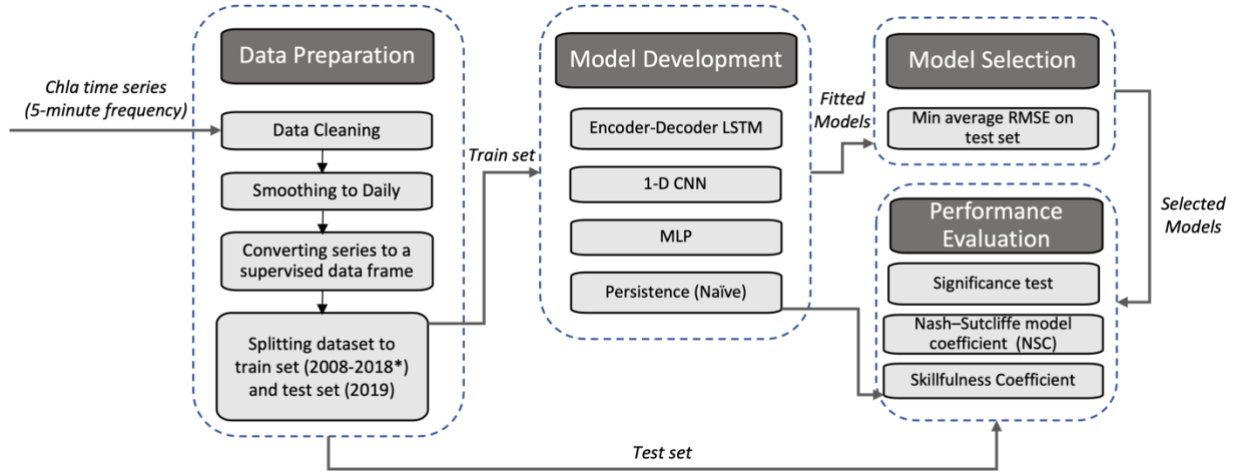 Chla time series
(5-minute frequency)
Data Preparation
Data Cleaning
Smoothing to Daily
Converting series to a
supervised data frame
Splitting dataset to
train set (2008-2018*)
and test set (2019)
Train set
Model Development
Encoder-Decoder LSTM
1-D CNN
MLP
Persistence (Naïve)
Fitted
Models
Model Selection
Min average RMSE on
test set
Selected
Models
Performance
Evaluation
Significance test
Nash–Sutcliffe model
coefficient (NSC)
Skillfulness Coefficient
Test set